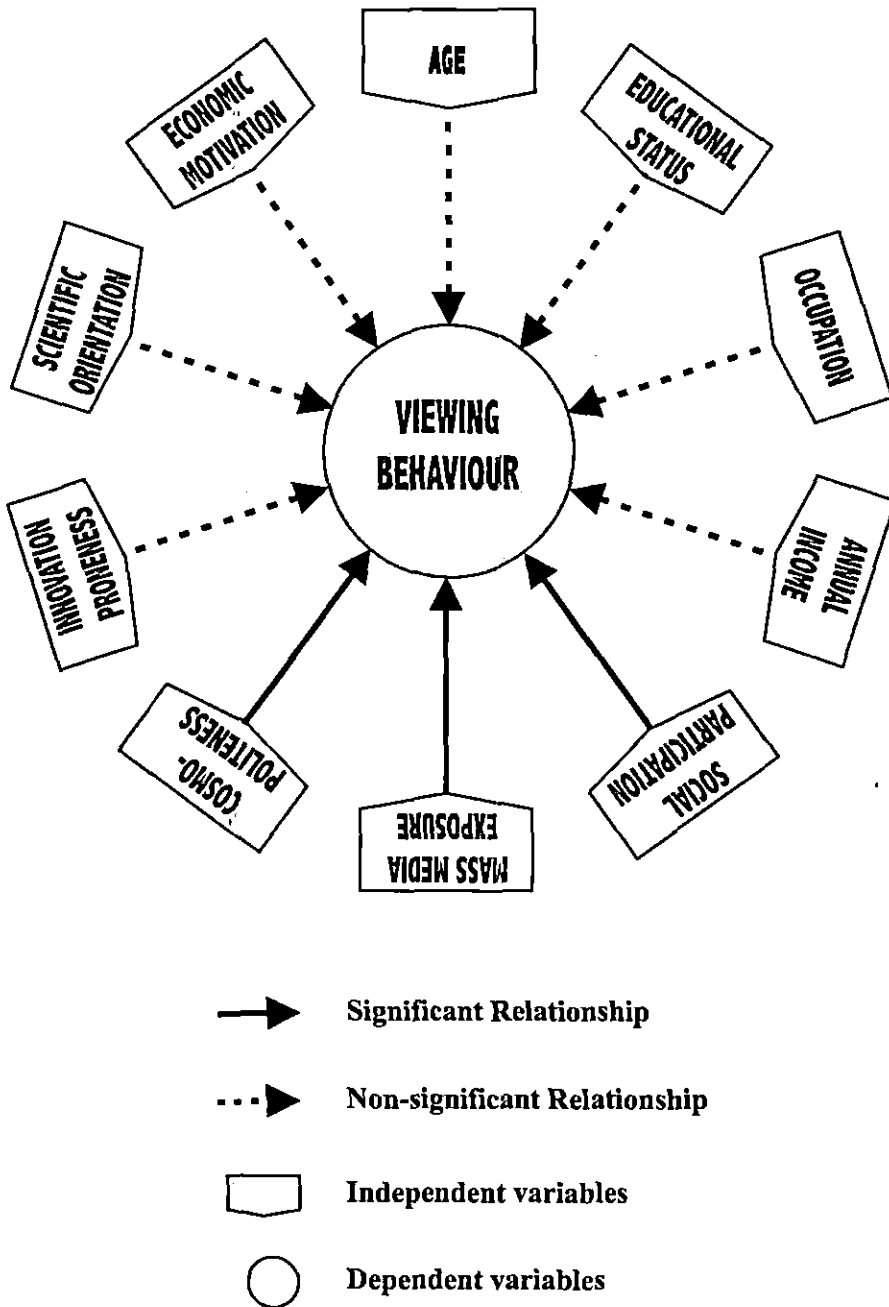 AGE
EDUCATIONAL
STATUS
OCCUPATION
ANNUAL
INCOME
SOCIAL
PARTICIPATION
MASS MEDIA
EXPOSURE
COSMO-
POLITENESS
INNOVATION
PRONENESS
SCIENTIFIC
ORIENTATION
ECONOMIC
MOTIVATION
VIEWING
BEHAVIOUR
Significant Relationship
Non-significant Relationship
Independent variables
Dependent variables